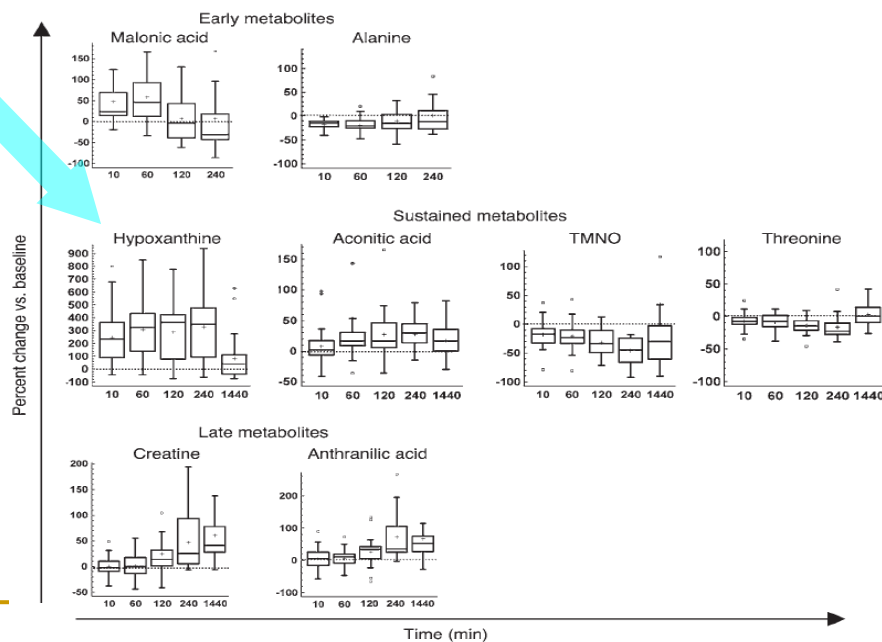 Early metabolites
Malonic acid
Alanine
150
100
50
0
-50
-100
10 60 120 240
100
50
0
-50
-100
10 60 120 240
Sustained metabolites
Hypoxanthine
Aconitic acid
TMNO
Threonine
900
800
700
600
500
400
300
200
100
0
-100
10 60 120 240 1440
150
100
50
0
-50
10 60 120 240 1440
100
50
0
-50
-100
10 60 120 240 1440
100
50
0
-50
-100
10 60 120 240 1440
Late metabolites
Creatine
Anthranilic acid
200
150
100
50
0
-50
10 60 120 240 1440
200
100
0
-100
10 60 120 240 1440
Percent change vs. baseline
Time (min)